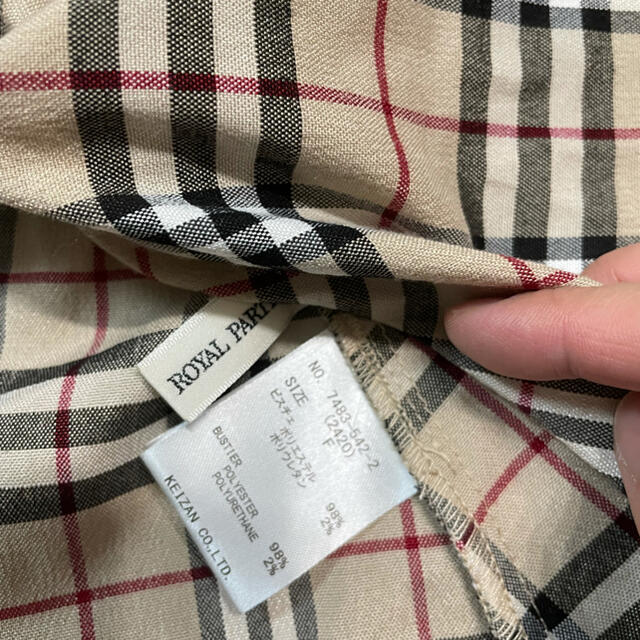 ROYAL PARTY
NO. 7483-542-2
(2420)
SIZE F
ビスチェ
ポリエステル 98%
ポリウレタン 2%
BUSTIER
POLYESTER 98%
POLYURETHANE 2%
KEIZAN CO.,LTD.